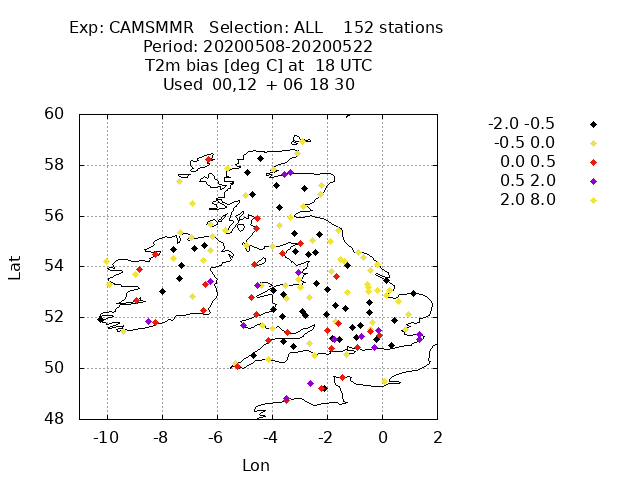 Exp: CAMSMMR   Selection: ALL    152 stations
Period: 20200508-20200522
T2m bias [deg C] at  18 UTC
Used  00,12  + 06 18 30
-2.0 -0.5
-0.5 0.0
0.0 0.5
0.5 2.0
2.0 8.0
60
58
56
54
52
50
48
Lat
-10 -8 -6 -4 -2 0 2
Lon